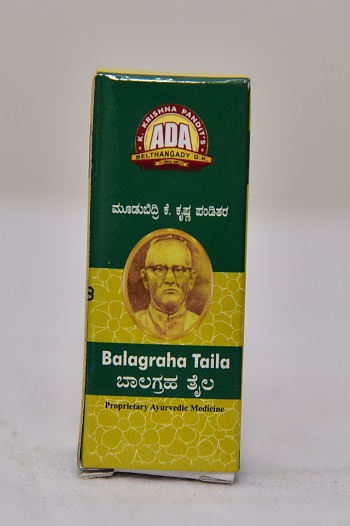 K. KRISHNA PANDIT'S
ADA
BELTHANGADY D.K.
ಮೂಡುಬಿದ್ರಿ ಕೆ. ಕೃಷ್ಣ ಪಂಡಿತರ
Balagraha Taila
ಬಾಲಗ್ರಹ ತೈಲ
Proprietary Ayurvedic Medicine